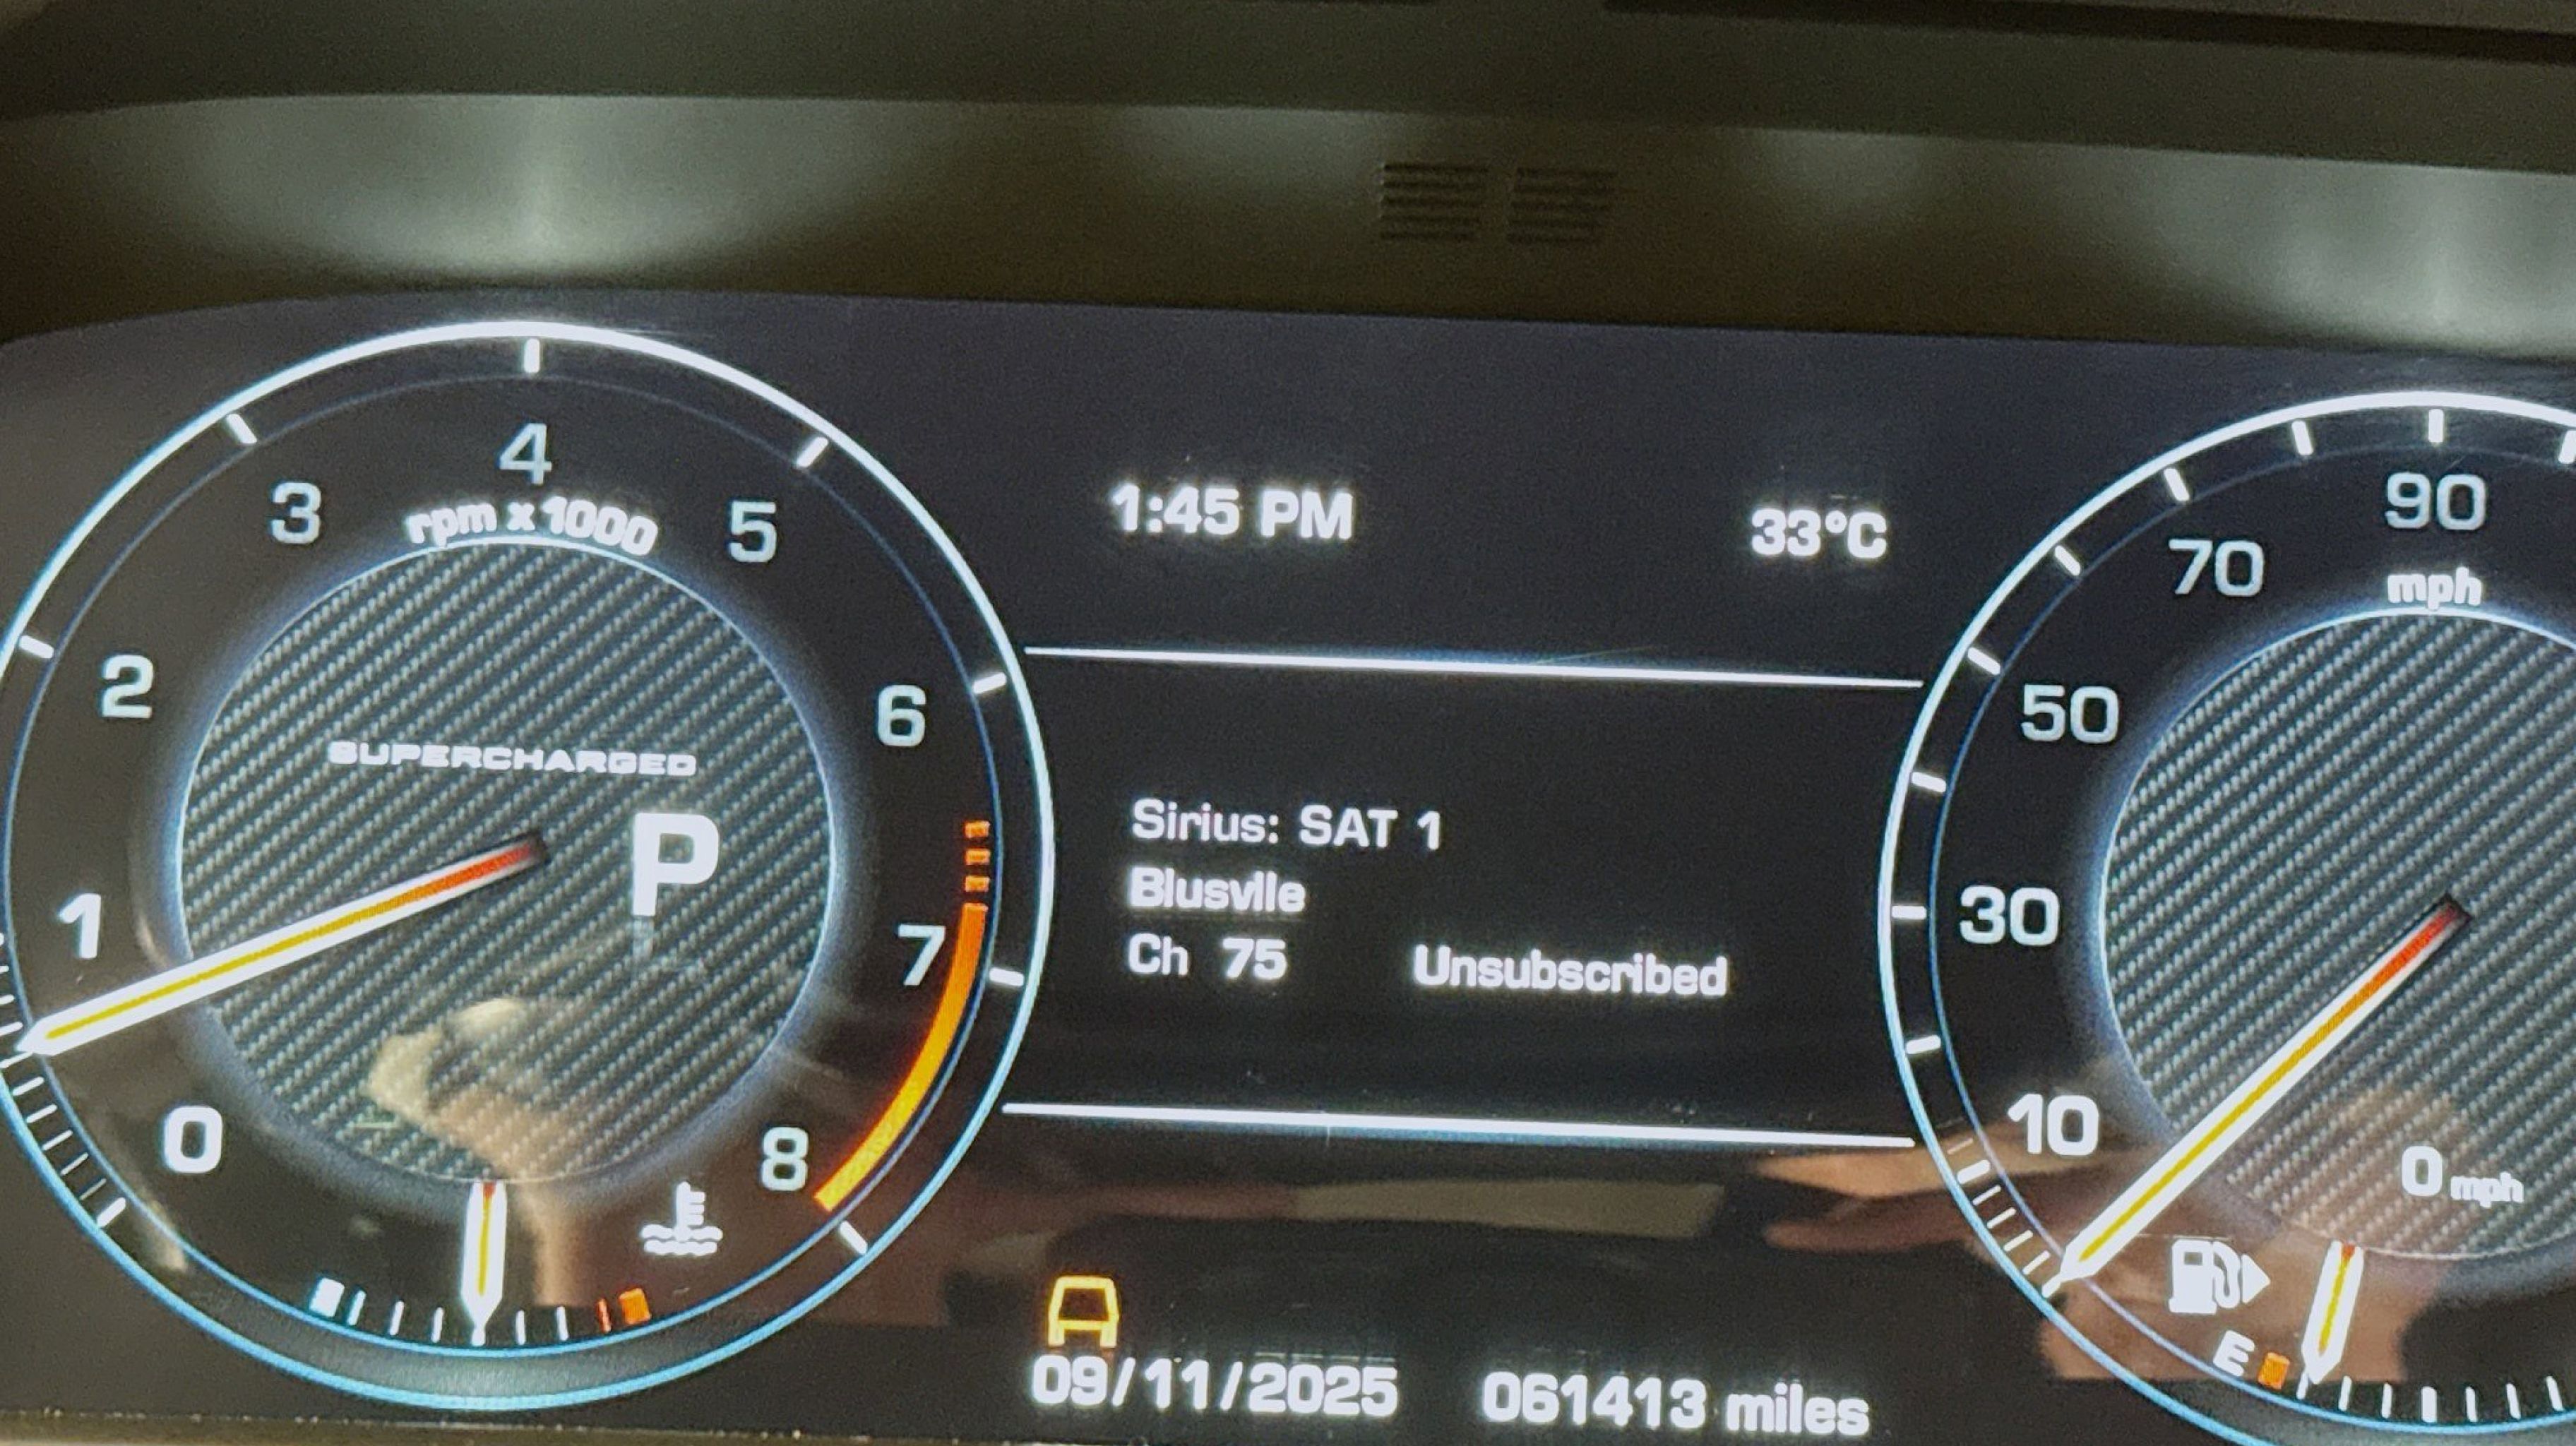 4
3
5
rpm x 1000
2
6
SUPERCHARGED
P
1
7
0
8
1:45 PM 33°C
Sirius: SAT 1
Blusvlle
Ch 75 Unsubscribed
09/11/2025 061413 miles
90
70
mph
50
30
10
0 mph
E